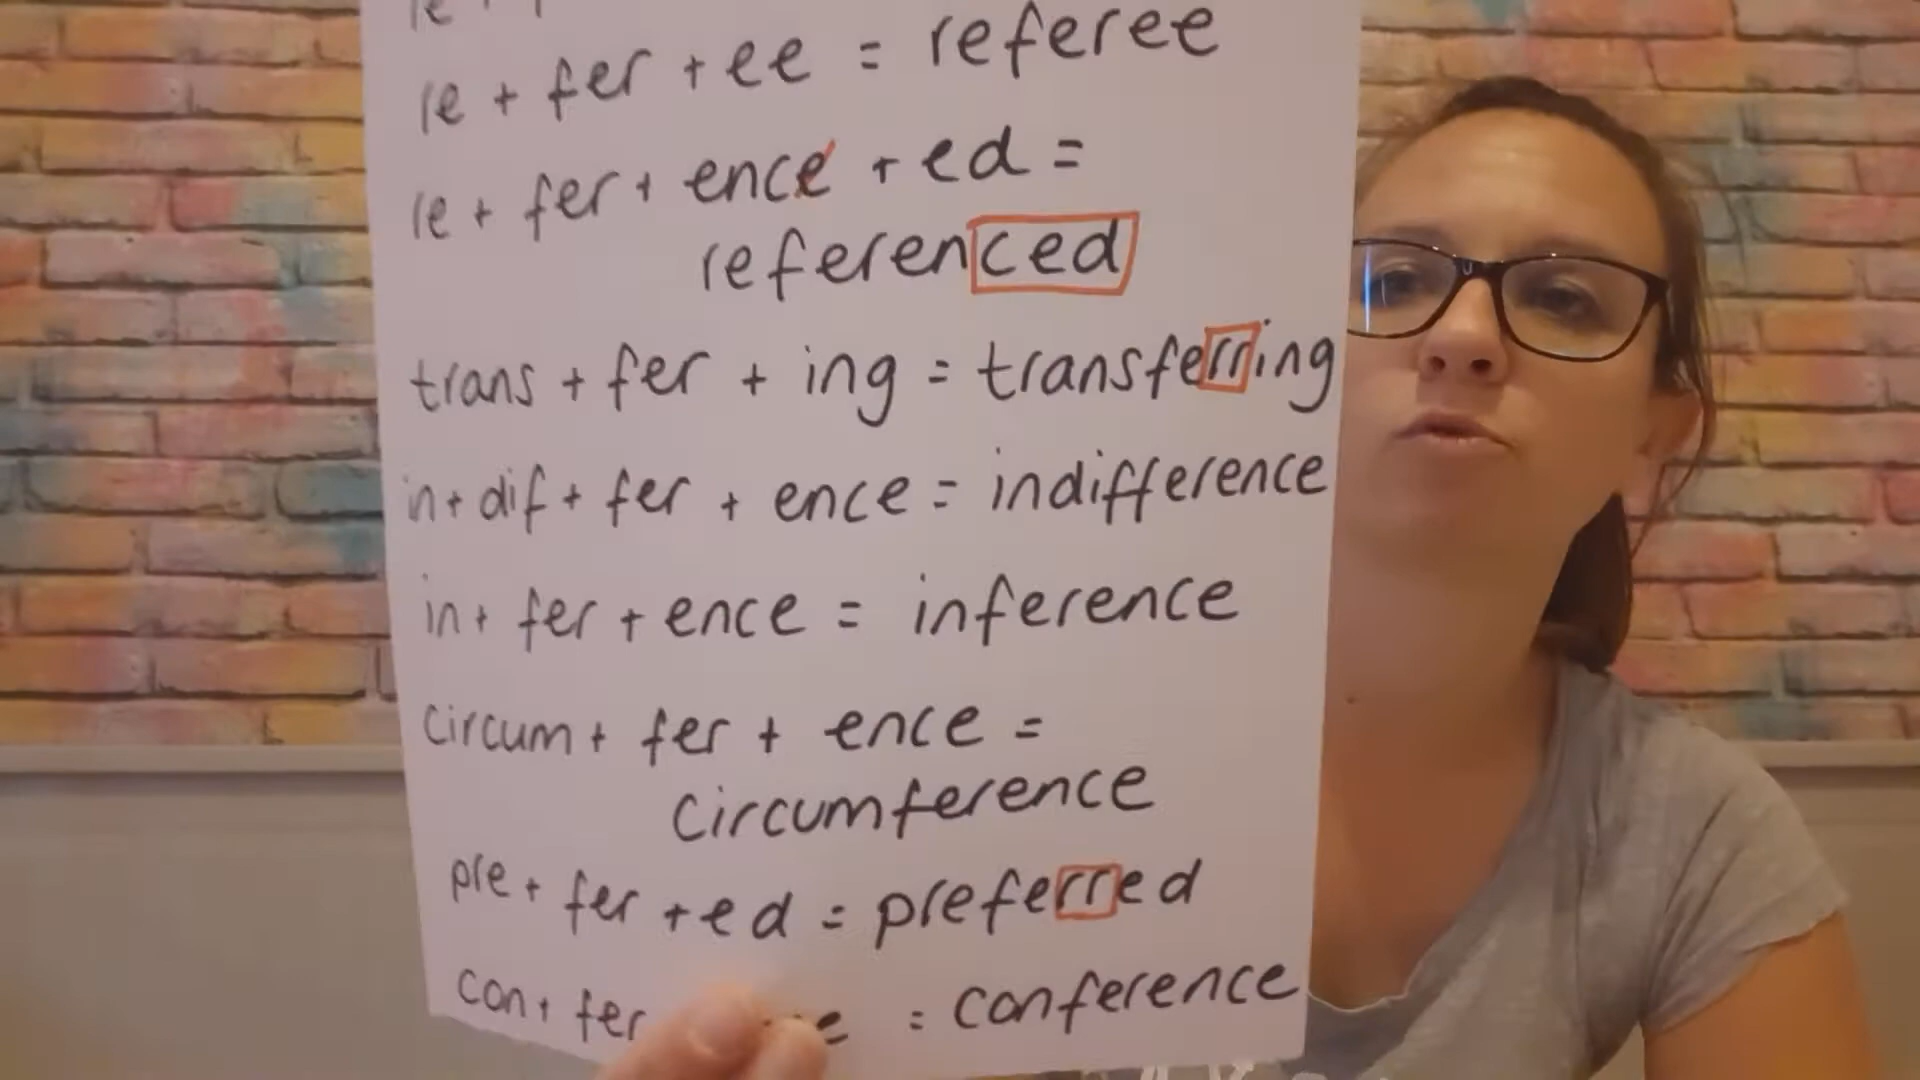 re + fer + ee = referee
re + fer + ence + ed =
referenced
trans + fer + ing = transferring
in + dif + fer + ence = indifference
in + fer + ence = inference
circum + fer + ence =
Circumference
pre + fer + ed = preferred
con + fer = conference